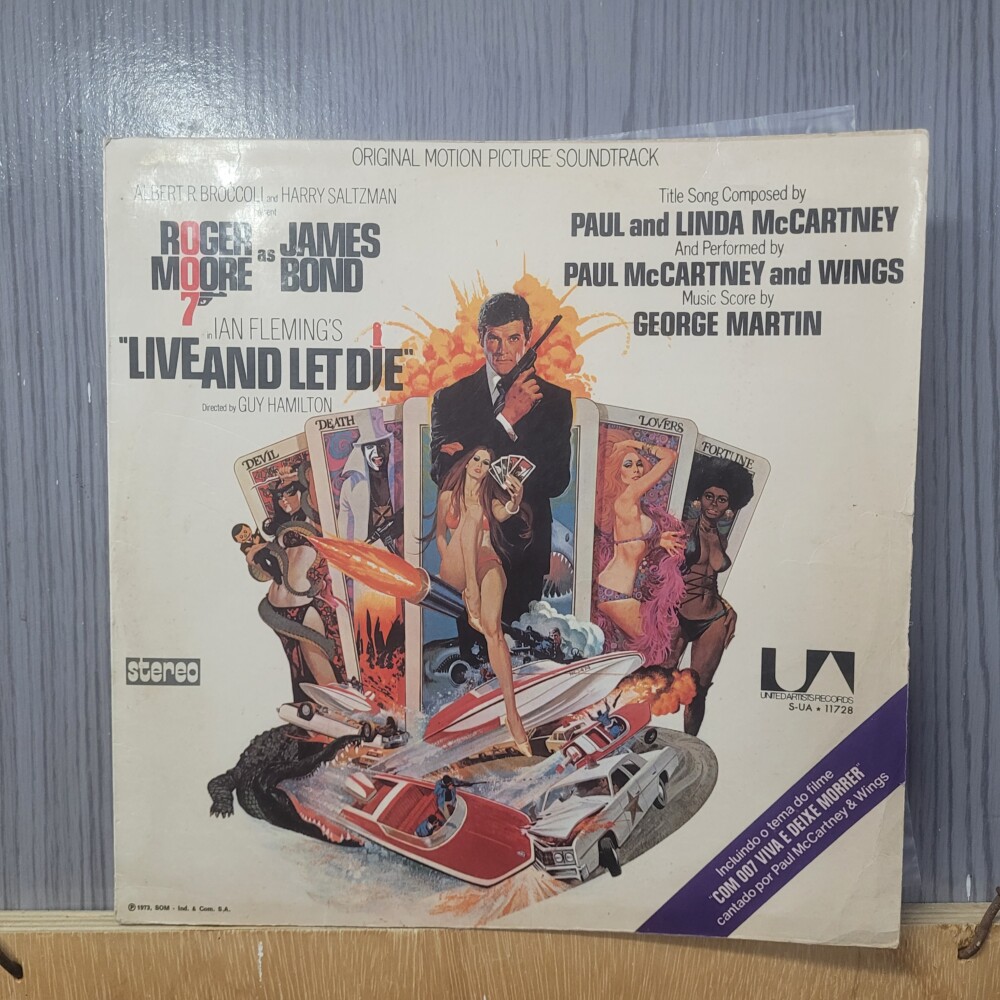 ORIGINAL MOTION PICTURE SOUNDTRACK
ALBERT R. BROCCOLI and HARRY SALTZMAN
present
ROGER MOORE as JAMES BOND
007
in IAN FLEMING'S
"LIVE AND LET DIE"
Directed by GUY HAMILTON
Title Song Composed by
PAUL and LINDA McCARTNEY
And Performed by
PAUL McCARTNEY and WINGS
Music Score by
GEORGE MARTIN
DEVIL
DEATH
LOVERS
FORTUNE
stereo
UA
UNITED ARTISTS RECORDS
S-UA • 11728
Incluindo o tema do filme
"COM 007 VIVA E DEIXE MORRER"
cantado por Paul McCartney & Wings
℗ 1973, SOM - Ind. & Com. S.A.